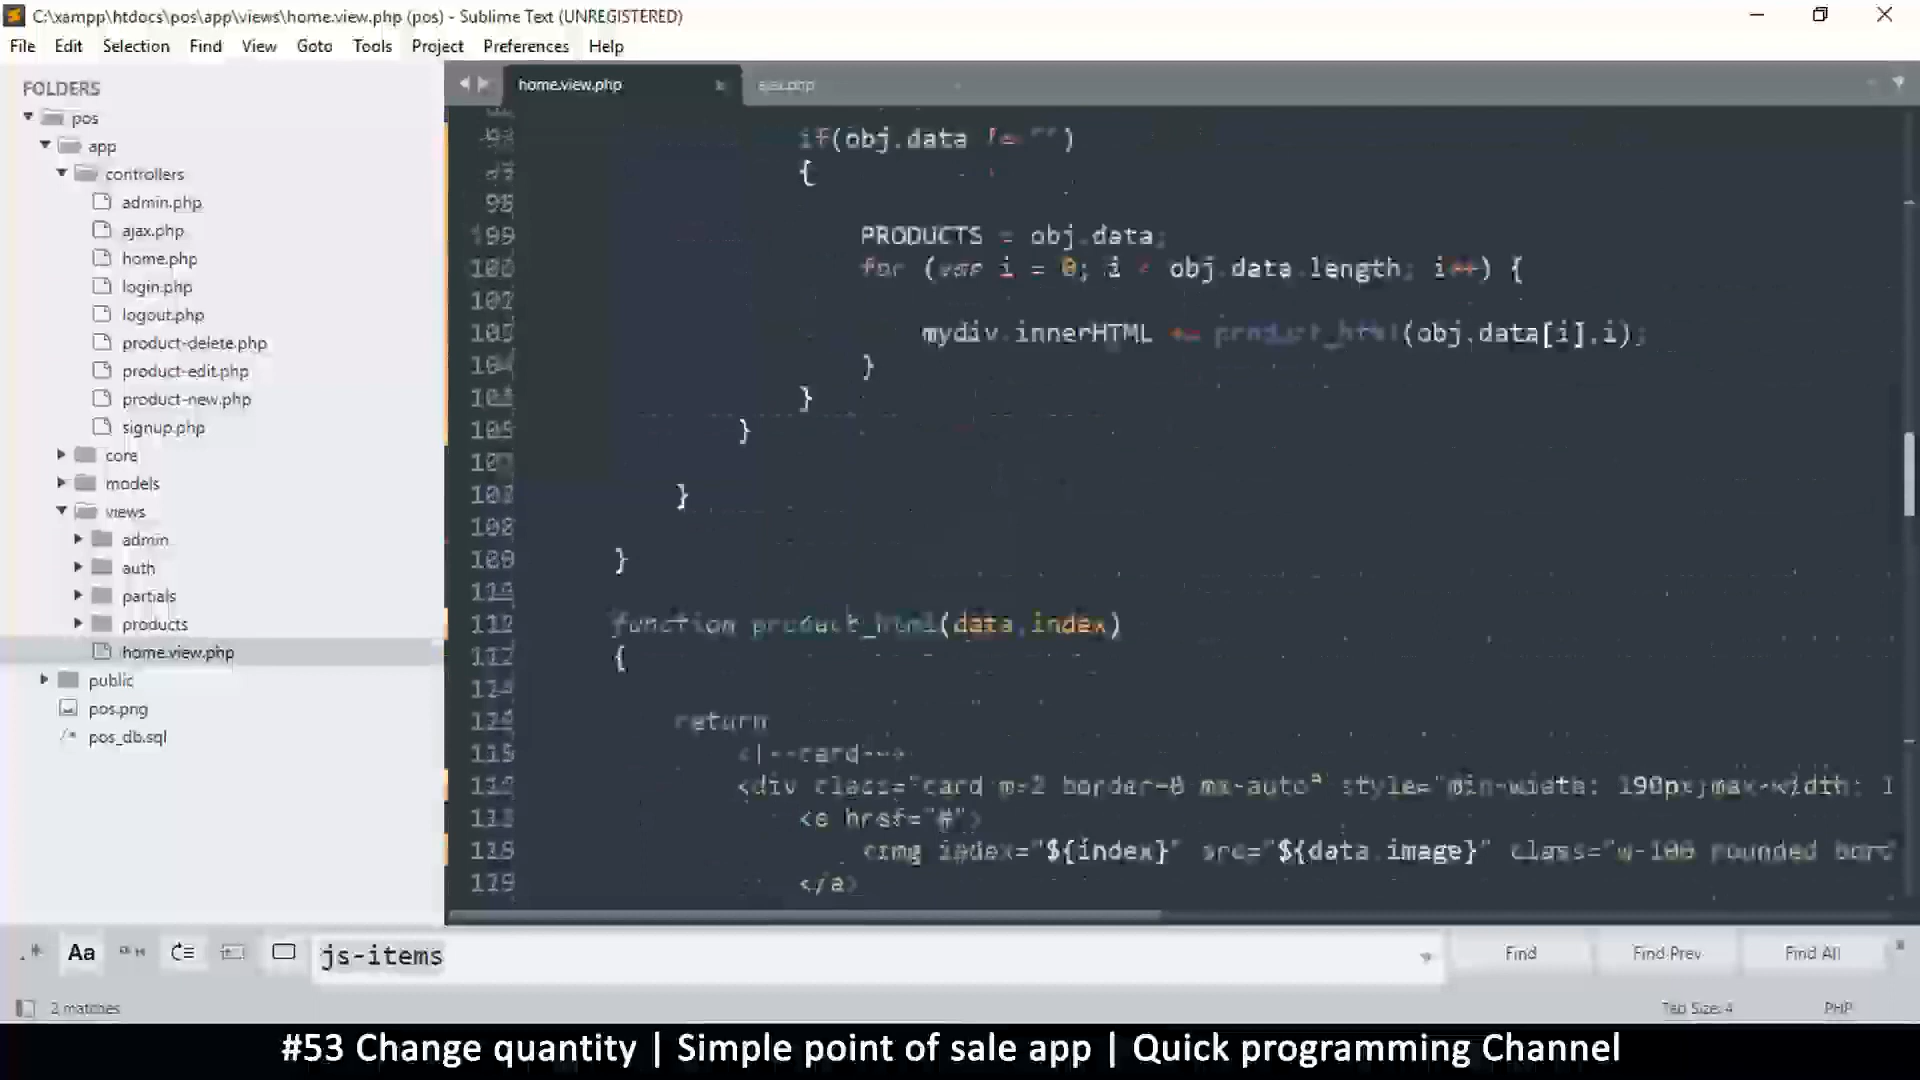 C:\xampp\htdocs\pos\app\views\home.view.php (pos) - Sublime Text (UNREGISTERED)
File Edit Selection Find View Goto Tools Project Preferences Help
FOLDERS
pos
app
controllers
admin.php
ajax.php
home.php
login.php
logout.php
product-delete.php
product-edit.php
product-new.php
signup.php
core
models
views
admin
auth
partials
products
home.view.php
public
pos.png
pos_db.sql
home.view.php
ajax.php
if(obj.data != "")
{
PRODUCTS = obj.data;
for (var i = 0; i < obj.data.length; i++) {
mydiv.innerHTML += product_html(obj.data[i],i);
}
}
}
}
108
}
function product_html(data,index)
{
return
<!--card-->
<div class="card m-2 border-0 mx-auto" style="min-width: 190px;max-width: 1
<a href="#">
<img index="${index}" src="${data.image}" class="w-100 rounded bord
</a>
Aa
js-items
Find
Find Prev
Find All
2 matches
Tab Size: 4
PHP
#53 Change quantity | Simple point of sale app | Quick programming Channel